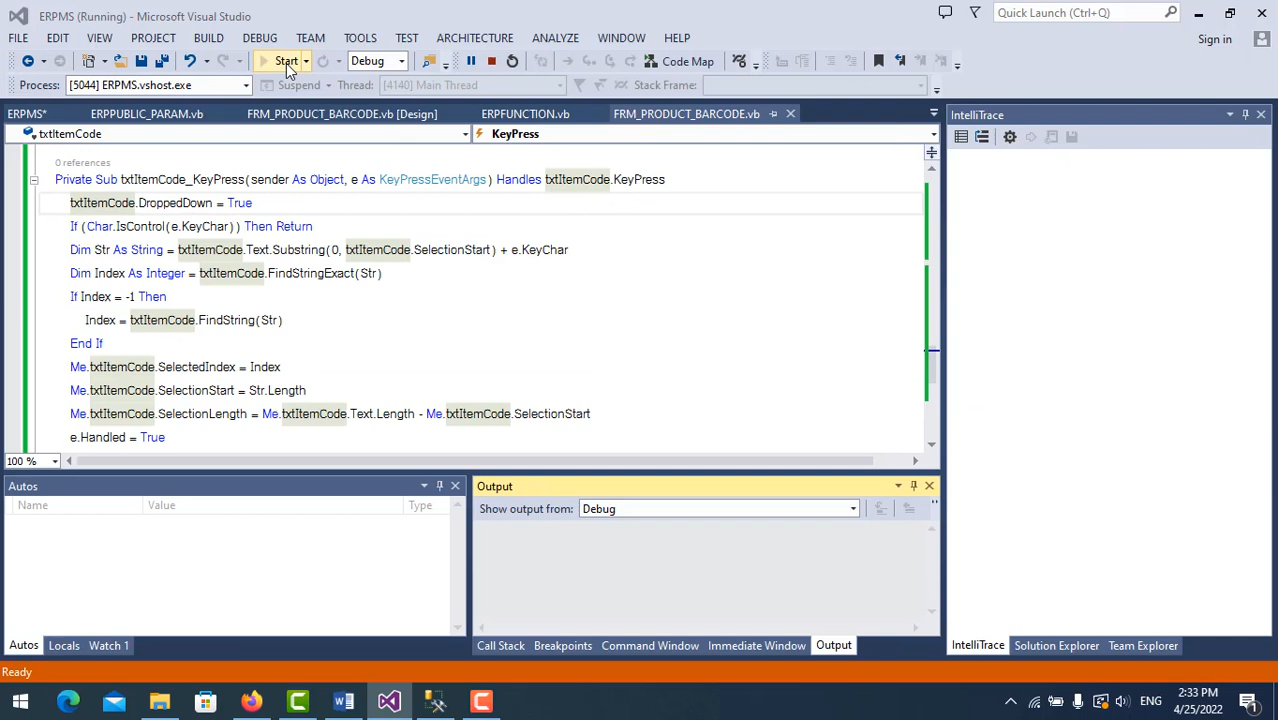 ERPMS (Running) - Microsoft Visual Studio
Quick Launch (Ctrl+Q)
FILE EDIT VIEW PROJECT BUILD DEBUG TEAM TOOLS TEST ARCHITECTURE ANALYZE WINDOW HELP Sign in
Start Debug Code Map
Process: [5044] ERPMS.vshost.exe Suspend Thread: [4140] Main Thread Stack Frame:
ERPMS* ERPPUBLIC_PARAM.vb FRM_PRODUCT_BARCODE.vb [Design] ERPFUNCTION.vb FRM_PRODUCT_BARCODE.vb IntelliTrace
txtItemCode KeyPress
0 references
Private Sub txtItemCode_KeyPress(sender As Object, e As KeyPressEventArgs) Handles txtItemCode.KeyPress
txtItemCode.DroppedDown = True
If (Char.IsControl(e.KeyChar)) Then Return
Dim Str As String = txtItemCode.Text.Substring(0, txtItemCode.SelectionStart) + e.KeyChar
Dim Index As Integer = txtItemCode.FindStringExact(Str)
If Index = -1 Then
Index = txtItemCode.FindString(Str)
End If
Me.txtItemCode.SelectedIndex = Index
Me.txtItemCode.SelectionStart = Str.Length
Me.txtItemCode.SelectionLength = Me.txtItemCode.Text.Length - Me.txtItemCode.SelectionStart
e.Handled = True
100 %
Autos Output
Name Value Type Show output from: Debug
Autos Locals Watch 1 Call Stack Breakpoints Command Window Immediate Window Output IntelliTrace Solution Explorer Team Explorer
Ready
ENG 2:33 PM
4/25/2022 1